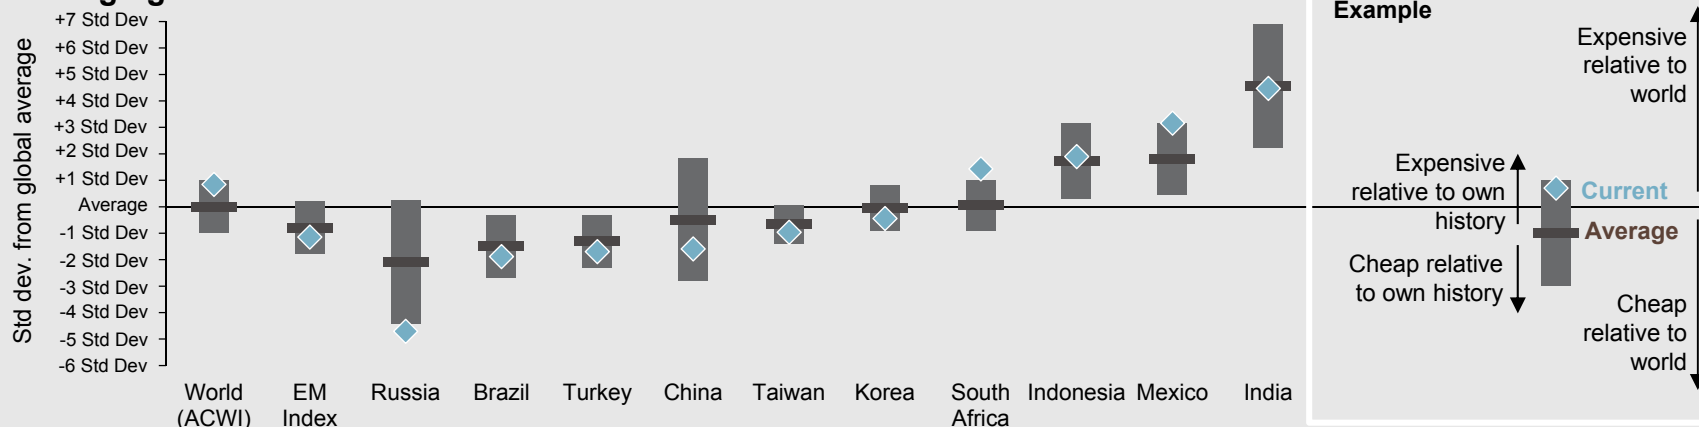 +7 Std Dev
+6 Std Dev
+5 Std Dev
+4 Std Dev
+3 Std Dev
+2 Std Dev
+1 Std Dev
Average
-1 Std Dev
-2 Std Dev
-3 Std Dev
-4 Std Dev
-5 Std Dev
-6 Std Dev
Std dev. from global average
World
(ACWI)
EM
Index
Russia
Brazil
Turkey
China
Taiwan
Korea
South
Africa
Indonesia
Mexico
India
Example
Expensive
relative to
world
Expensive
relative to own
history
Current
Average
Cheap relative
to own history
Cheap
relative to
world